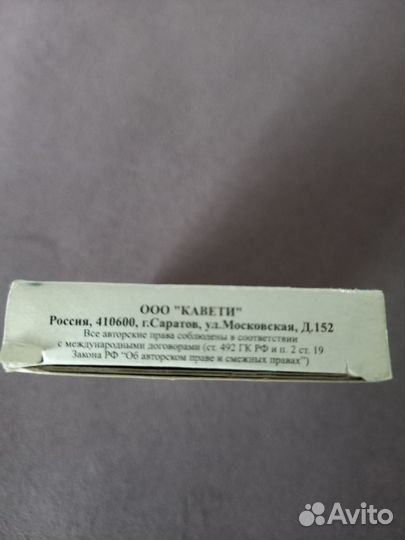 ООО "КАВЕТИ"
Россия, 410600, г.Саратов, ул.Московская, Д.152
Все авторские права соблюдены в соответствии
с международными договорами (ст. 492 ГК РФ и п. 2 ст. 19
Закона РФ "Об авторском праве и смежных правах")
Avito